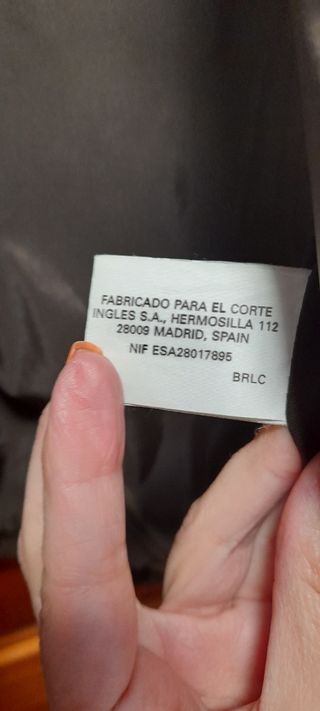 FABRICADO PARA EL CORTE
INGLES S.A., HERMOSILLA 112
28009 MADRID, SPAIN
NIF ESA28017895
BRLC